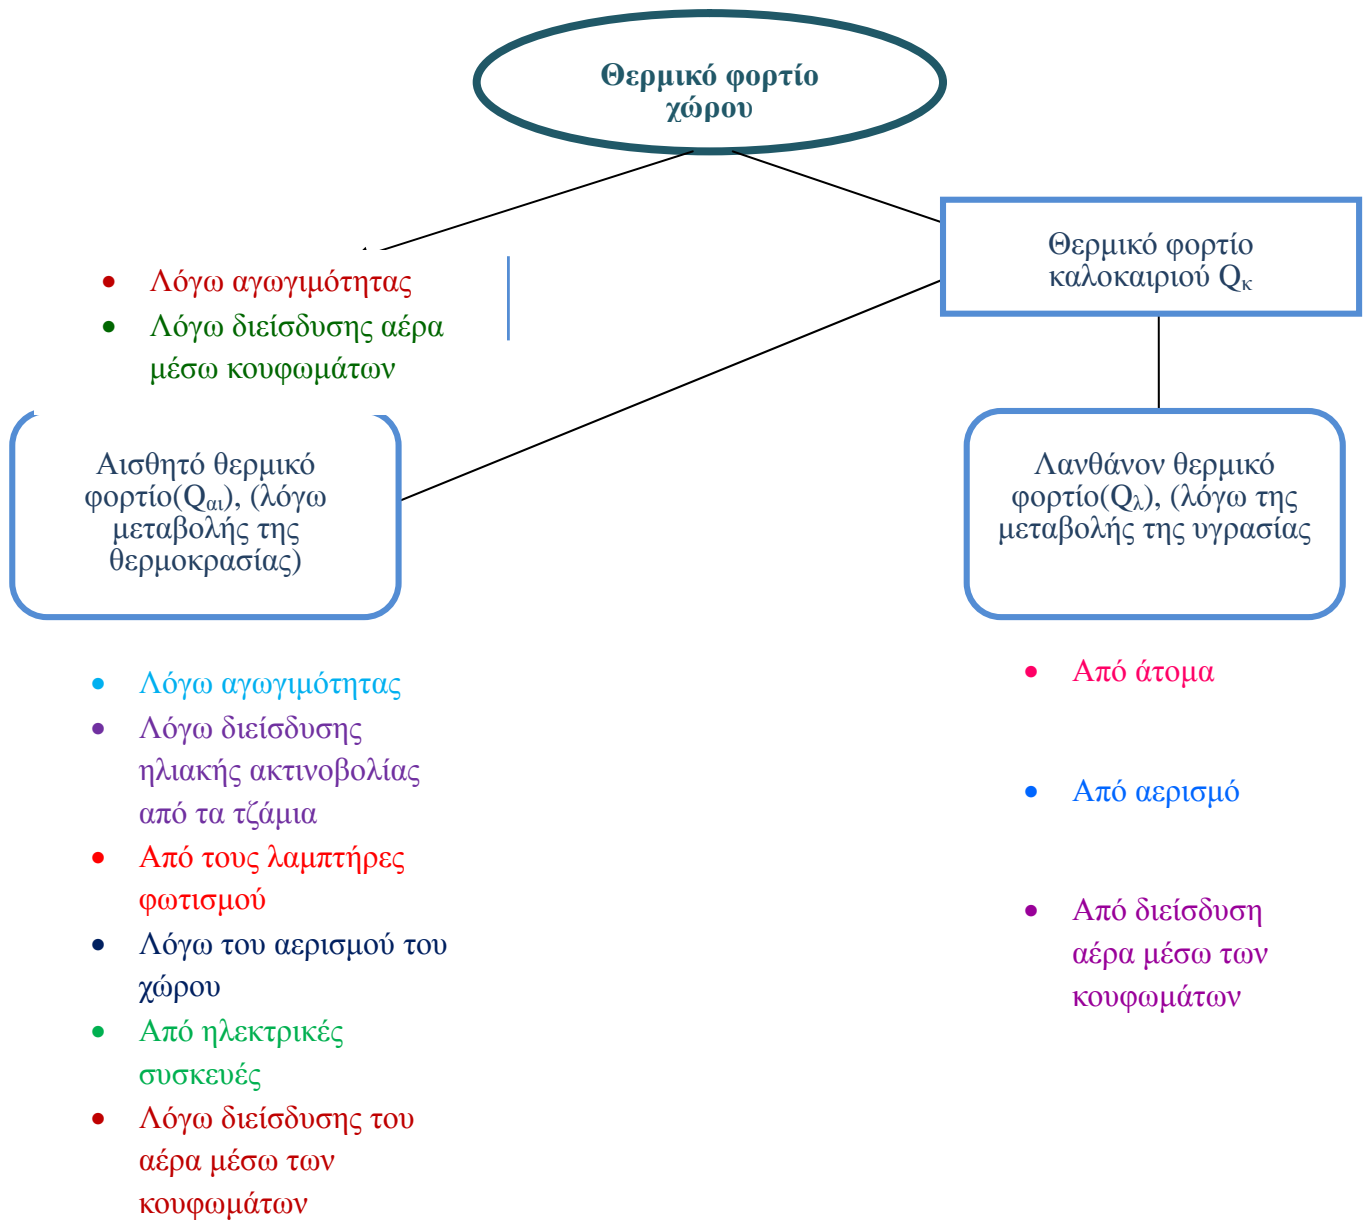 Θερμικό φορτίο
χώρου
Θερμικό φορτίο
καλοκαιριού Qκ
• Λόγω αγωγιμότητας
• Λόγω διείσδυσης αέρα
μέσω κουφωμάτων
Αισθητό θερμικό
φορτίο(Qαι), (λόγω
μεταβολής της
θερμοκρασίας)
Λανθάνον θερμικό
φορτίο(Qλ), (λόγω της
μεταβολής της υγρασίας
• Λόγω αγωγιμότητας
• Λόγω διείσδυσης
ηλιακής ακτινοβολίας
από τα τζάμια
• Από τους λαμπτήρες
φωτισμού
• Λόγω του αερισμού του
χώρου
• Από ηλεκτρικές
συσκευές
• Λόγω διείσδυσης του
αέρα μέσω των
κουφωμάτων
• Από άτομα
• Από αερισμό
• Από διείσδυση
αέρα μέσω των
κουφωμάτων